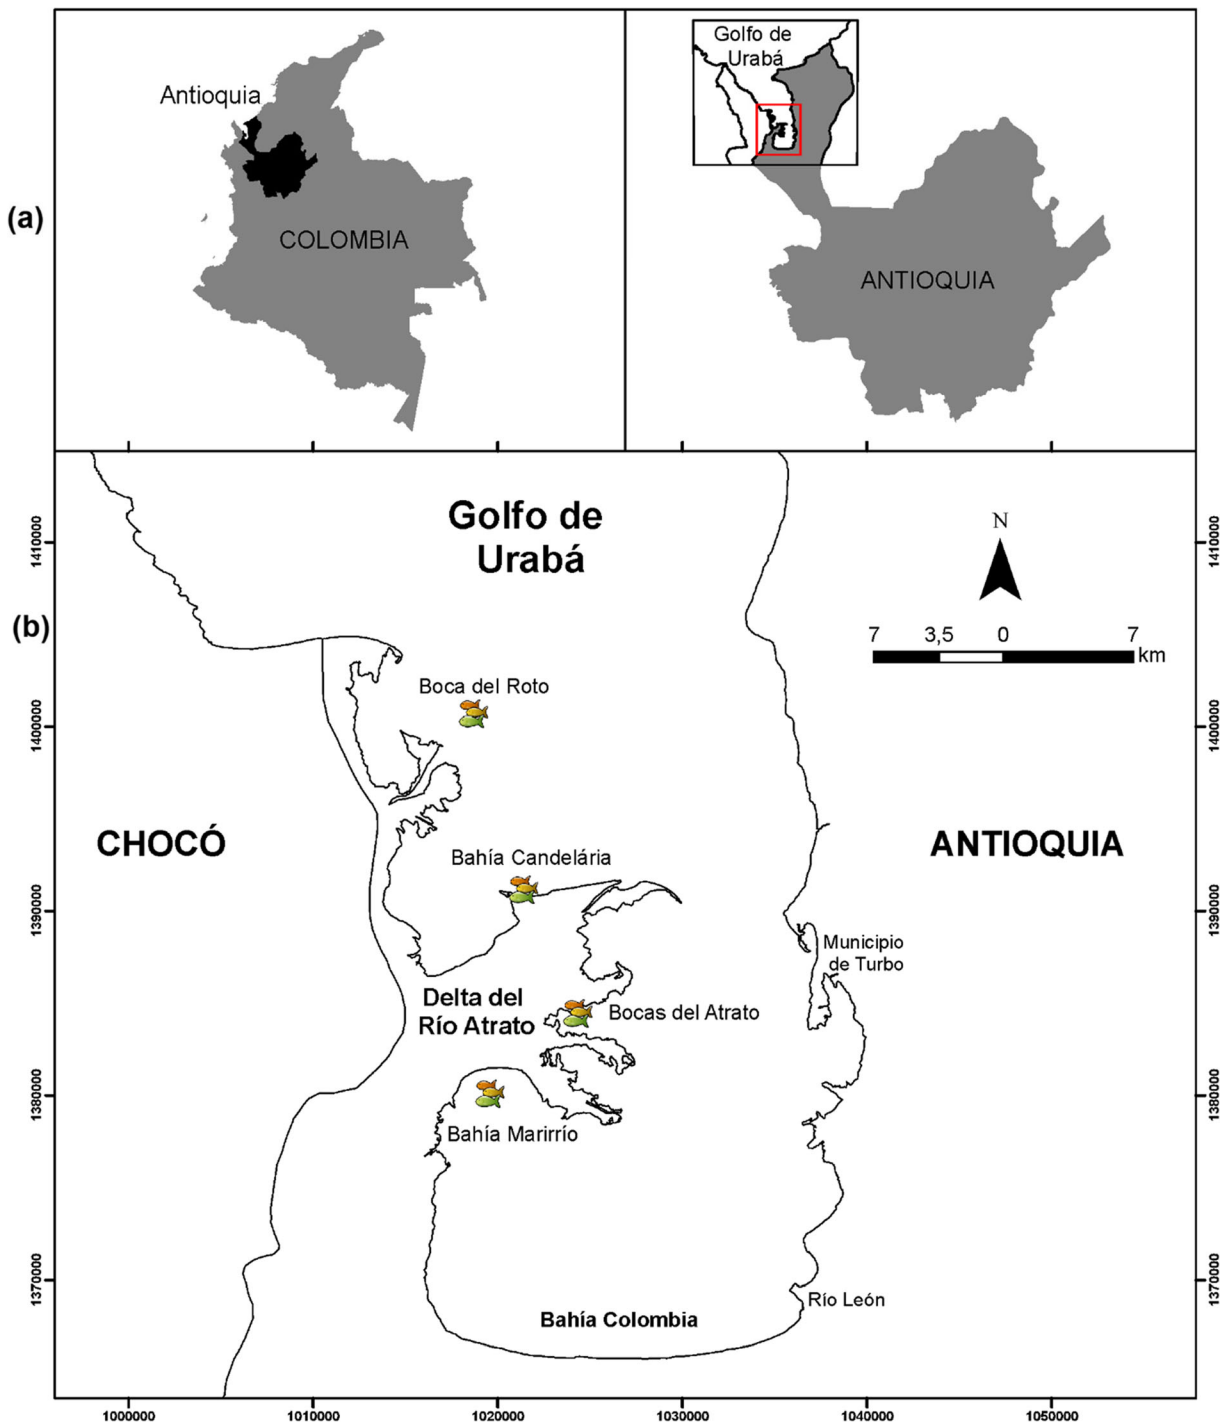 (a)
Antioquia
COLOMBIA
Golfo de
Urabá
ANTIOQUIA
(b)
Golfo de
Urabá
N
7 3,5 0 7
km
Boca del Roto
CHOCÓ
ANTIOQUIA
Bahía Candelária
Municipio
de Turbo
Delta del
Río Atrato
Bocas del Atrato
Bahía Marirrío
Río León
Bahía Colombia
1410000
1400000
1390000
1380000
1370000
1410000
1400000
1390000
1380000
1370000
1000000 1010000 1020000 1030000 1040000 1050000